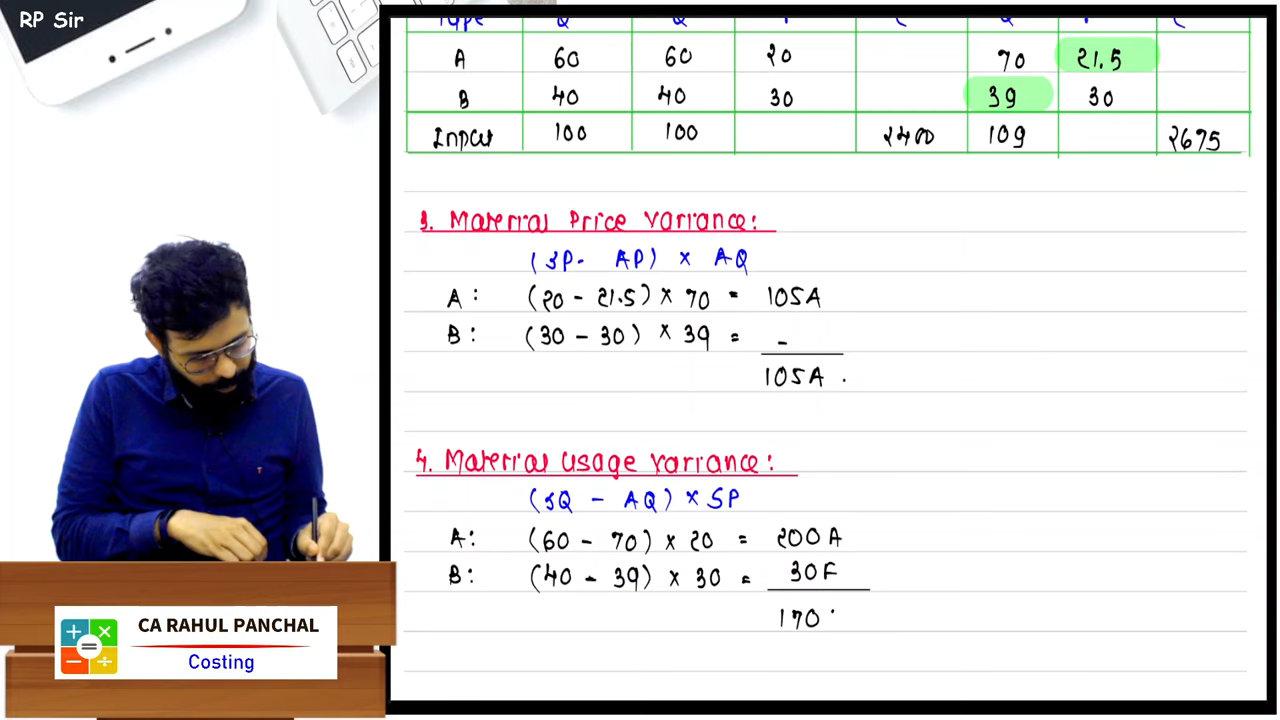 RP Sir
Type Q Q P Q P
A 60 60 20 70 21.5
B 40 40 30 39 30
Input 100 100 2400 109 2675
3. Material Price Variance:
(SP- AP) × AQ
A: (20 - 21.5) × 70 = 105A
B: (30 - 30) × 39 = -
105A.
4. Material Usage Variance:
(SQ - AQ) × SP
A: (60 - 70) × 20 = 200A
B: (40 - 39) × 30 = 30F
170
CA RAHUL PANCHAL
Costing